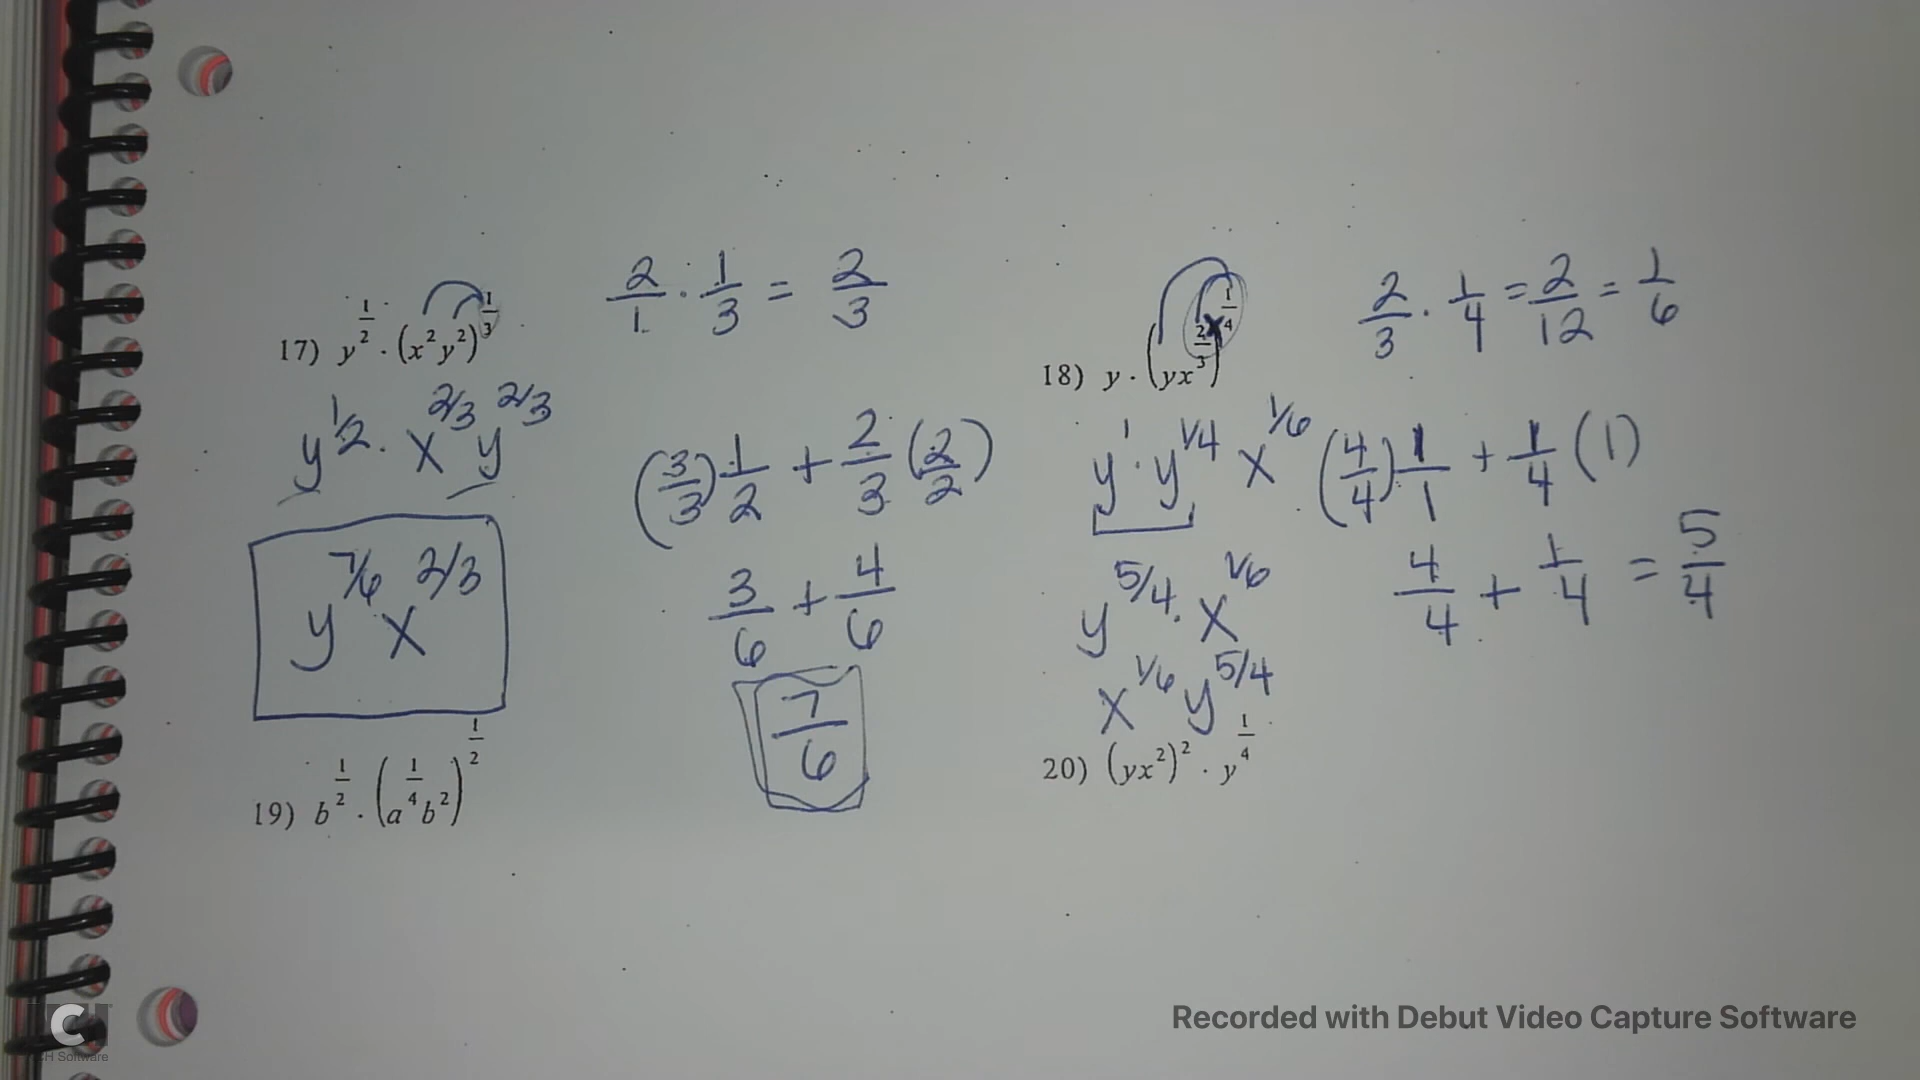 17) y^(1/2) · (x²y²)^(1/3)
2/1 · 1/3 = 2/3
y^1/2 · x^2/3 y^2/3
(3/3) 1/2 + 2/3 (2/2)
3/6 + 4/6
7/6
y^7/6 x^2/3
18) y · (yx^(2/3))^(1/4)
x
2/3 · 1/4 = 2/12 = 1/6
y^1 · y^1/4 x^1/6
(4/4) 1/1 + 1/4 (1)
4/4 + 1/4 = 5/4
y^5/4 · x^1/6
x^1/6 y^5/4
19) b^(1/2) · (a^(1/4)b²)^(1/2)
20) (yx²)² · y^(1/4)
Recorded with Debut Video Capture Software
H Software